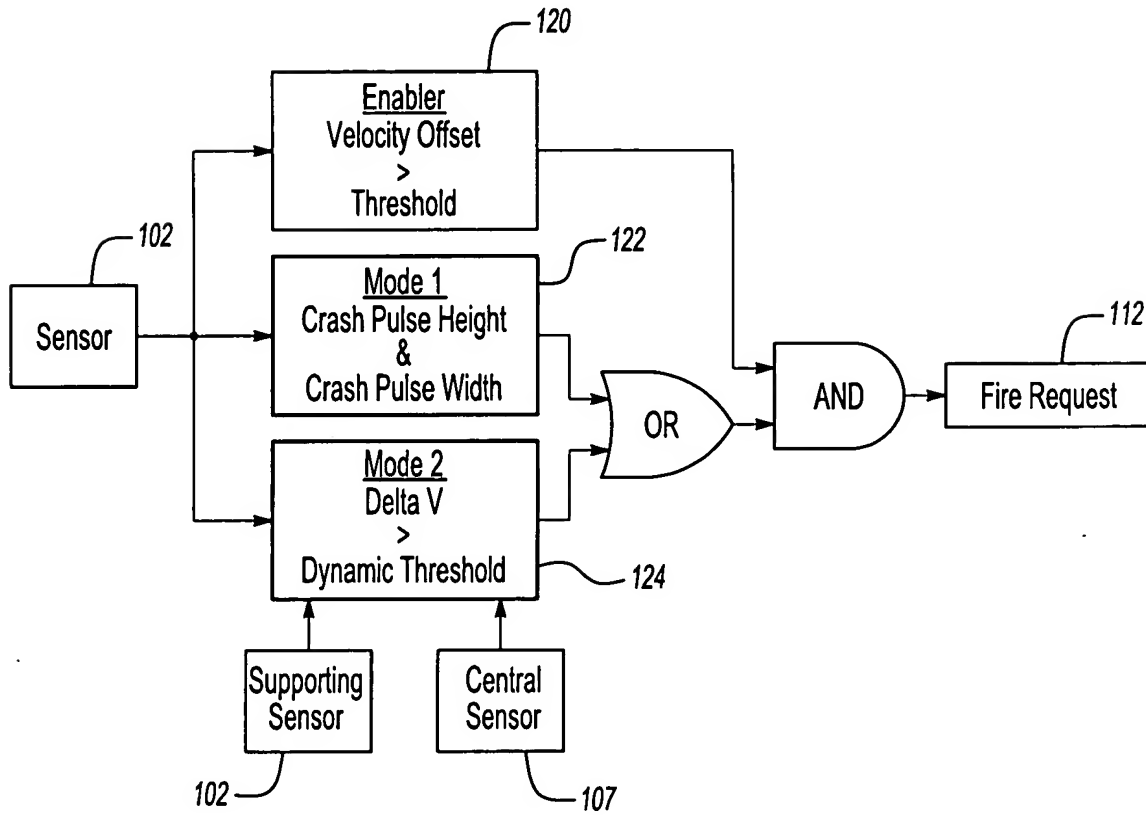 120
Enabler
Velocity Offset
>
Threshold
102
Sensor
122
Mode 1
Crash Pulse Height
&
Crash Pulse Width
112
Fire Request
OR
AND
Mode 2
Delta V
>
Dynamic Threshold
124
Supporting
Sensor
102
Central
Sensor
107